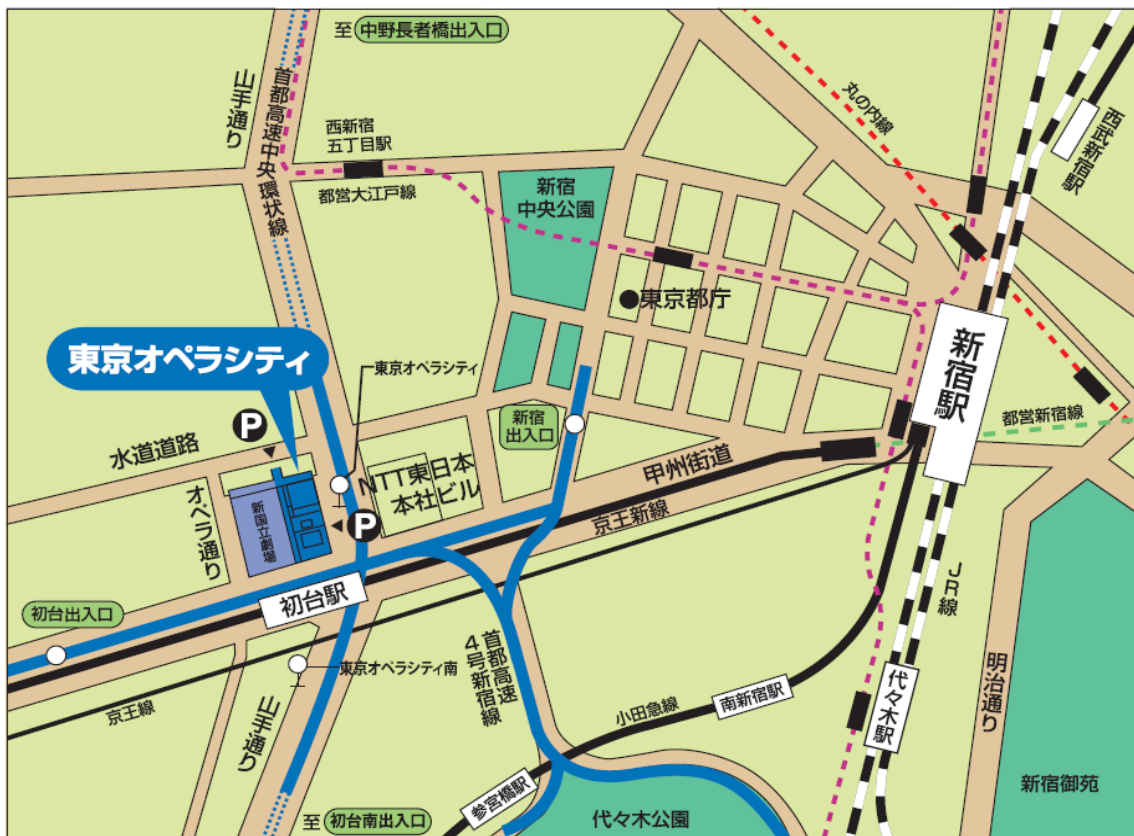 至 中野長者橋出入口
山手通り
首都高速中央環状線
西新宿
五丁目駅
都営大江戸線
新宿
中央公園
丸の内線
西武新宿駅
東京都庁
新宿駅
東京オペラシティ
東京オペラシティ
都営新宿線
新宿
出入口
水道道路
P
NTT東日本
本社ビル
甲州街道
京王新線
オペラ通り
新国立劇場
P
初台駅
初台出入口
JR線
首都高速
4号新宿線
東京オペラシティ南
京王線
山手通り
小田急線
南新宿駅
代々木駅
明治通り
参宮橋駅
新宿御苑
至 初台南出入口
代々木公園